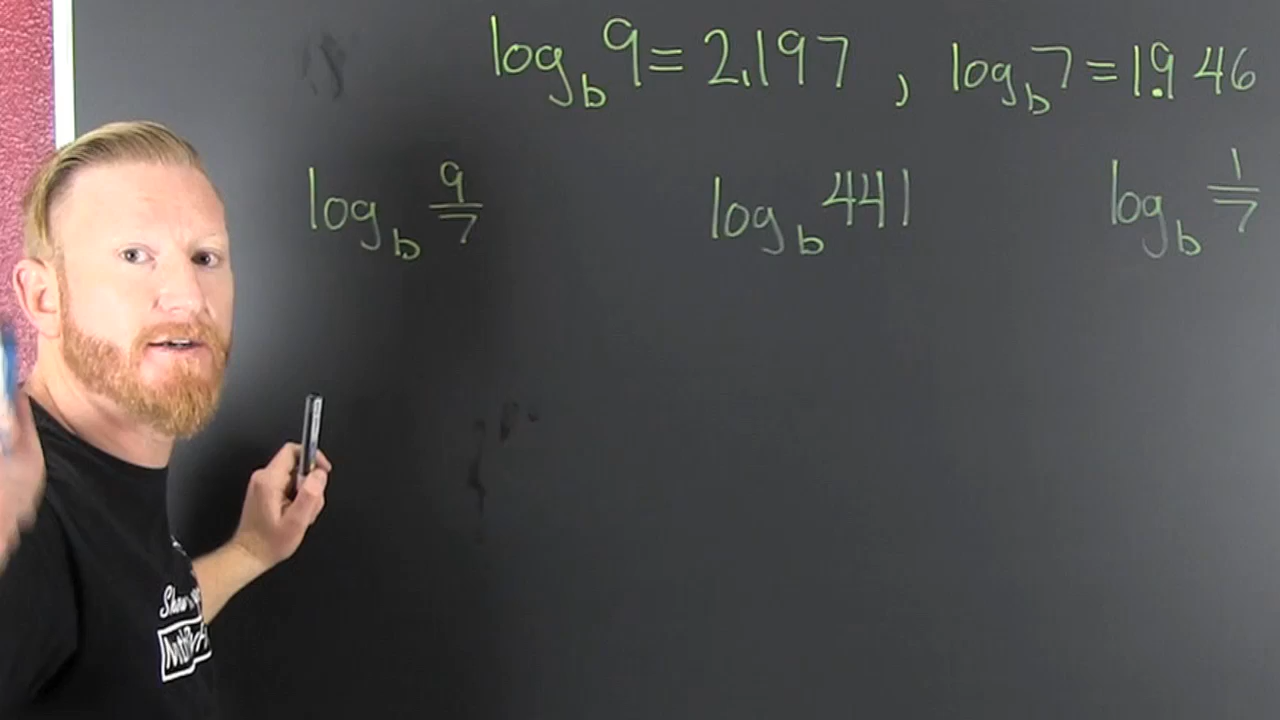 log_b 9 = 2.197 , log_b 7 = 1.946
log_b 9/7
log_b 441
log_b 1/7